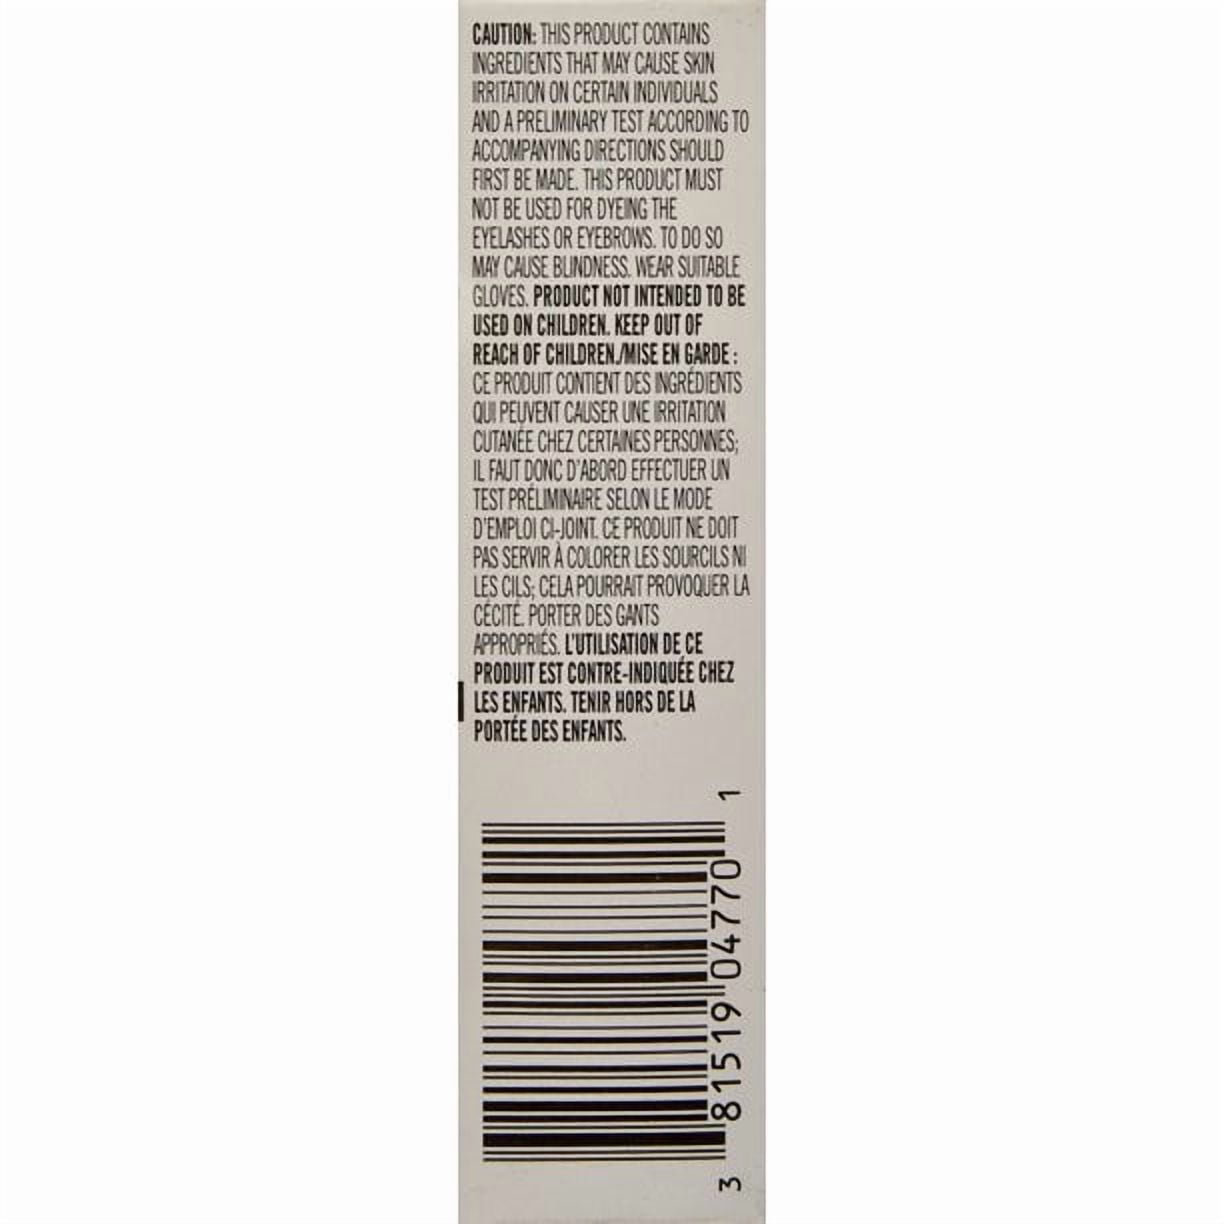 CAUTION: THIS PRODUCT CONTAINS
INGREDIENTS THAT MAY CAUSE SKIN
IRRITATION ON CERTAIN INDIVIDUALS
AND A PRELIMINARY TEST ACCORDING TO
ACCOMPANYING DIRECTIONS SHOULD
FIRST BE MADE. THIS PRODUCT MUST
NOT BE USED FOR DYEING THE
EYELASHES OR EYEBROWS. TO DO SO
MAY CAUSE BLINDNESS. WEAR SUITABLE
GLOVES. PRODUCT NOT INTENDED TO BE
USED ON CHILDREN. KEEP OUT OF
REACH OF CHILDREN./MISE EN GARDE :
CE PRODUIT CONTIENT DES INGRÉDIENTS
QUI PEUVENT CAUSER UNE IRRITATION
CUTANÉE CHEZ CERTAINES PERSONNES;
IL FAUT DONC D'ABORD EFFECTUER UN
TEST PRÉLIMINAIRE SELON LE MODE
D'EMPLOI CI-JOINT. CE PRODUIT NE DOIT
PAS SERVIR À COLORER LES SOURCILS NI
LES CILS; CELA POURRAIT PROVOQUER LA
CÉCITÉ. PORTER DES GANTS
APPROPRIÉS. L'UTILISATION DE CE
PRODUIT EST CONTRE-INDIQUÉE CHEZ
LES ENFANTS. TENIR HORS DE LA
PORTÉE DES ENFANTS.
3 81519 04770 1